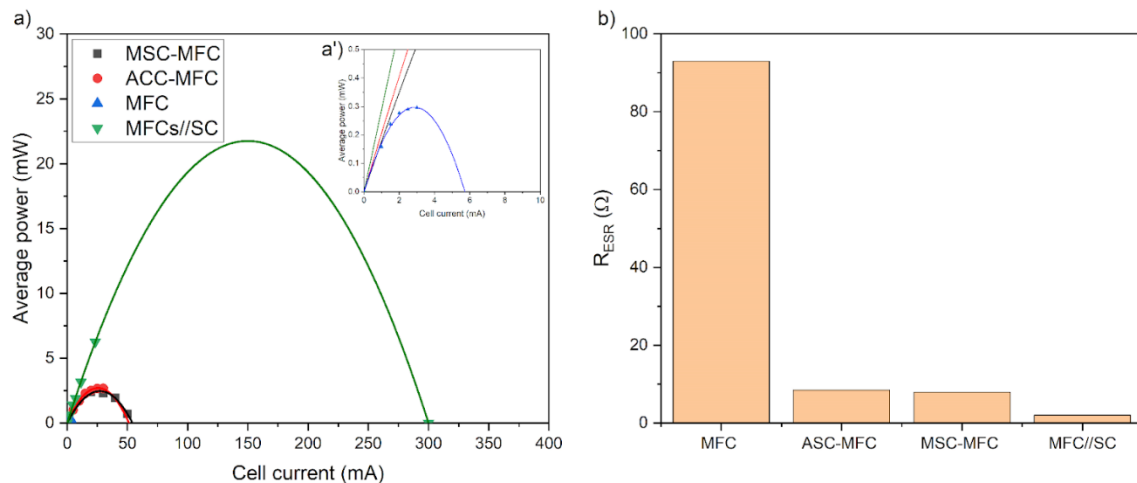 a)
30
25
20
15
10
5
0
Average power (mW)
0 50 100 150 200 250 300 350 400
Cell current (mA)
MSC-MFC
ACC-MFC
MFC
MFCs//SC
a')
0.5
0.4
0.3
0.2
0.1
0.0
Average power (mW)
0 2 4 6 8 10
Cell current (mA)
b)
100
80
60
40
20
0
R_ESR (Ω)
MFC ASC-MFC MSC-MFC MFC//SC